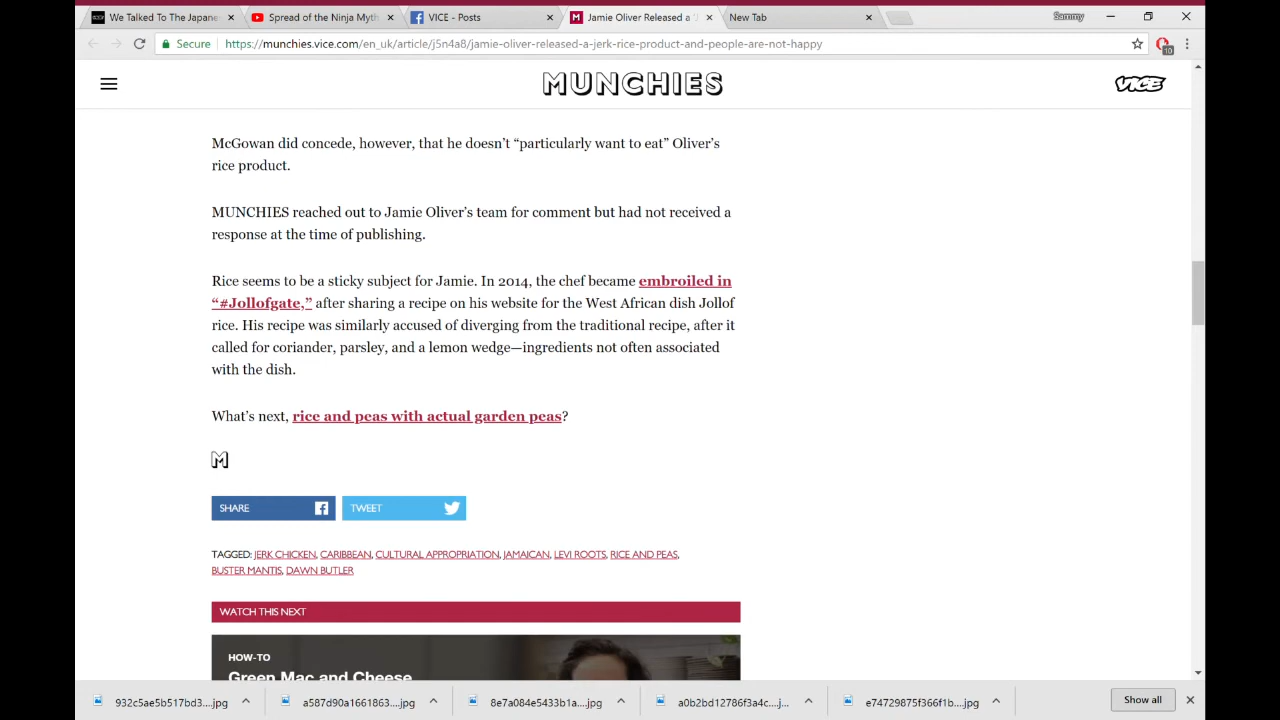 We Talked To The Japane
Spread of the Ninja Myth
VICE - Posts
Jamie Oliver Released a
New Tab
Sammy
Secure
https://munchies.vice.com/en_uk/article/j5n4a8/jamie-oliver-released-a-jerk-rice-product-and-people-are-not-happy
10
MUNCHIES
VICE
McGowan did concede, however, that he doesn’t “particularly want to eat” Oliver’s
rice product.
MUNCHIES reached out to Jamie Oliver’s team for comment but had not received a
response at the time of publishing.
Rice seems to be a sticky subject for Jamie. In 2014, the chef became embroiled in
“#Jollofgate,” after sharing a recipe on his website for the West African dish Jollof
rice. His recipe was similarly accused of diverging from the traditional recipe, after it
called for coriander, parsley, and a lemon wedge—ingredients not often associated
with the dish.
What’s next, rice and peas with actual garden peas?
M
SHARE
TWEET
TAGGED: JERK CHICKEN, CARIBBEAN, CULTURAL APPROPRIATION, JAMAICAN, LEVI ROOTS, RICE AND PEAS,
BUSTER MANTIS, DAWN BUTLER
WATCH THIS NEXT
HOW-TO
Green Mac and Cheese
932c5ae5b517bd3....jpg
a587d90a1661863....jpg
8e7a084e5433b1a....jpg
a0b2bd12786f3a4c....j...
e74729875f366f1b....jpg
Show all